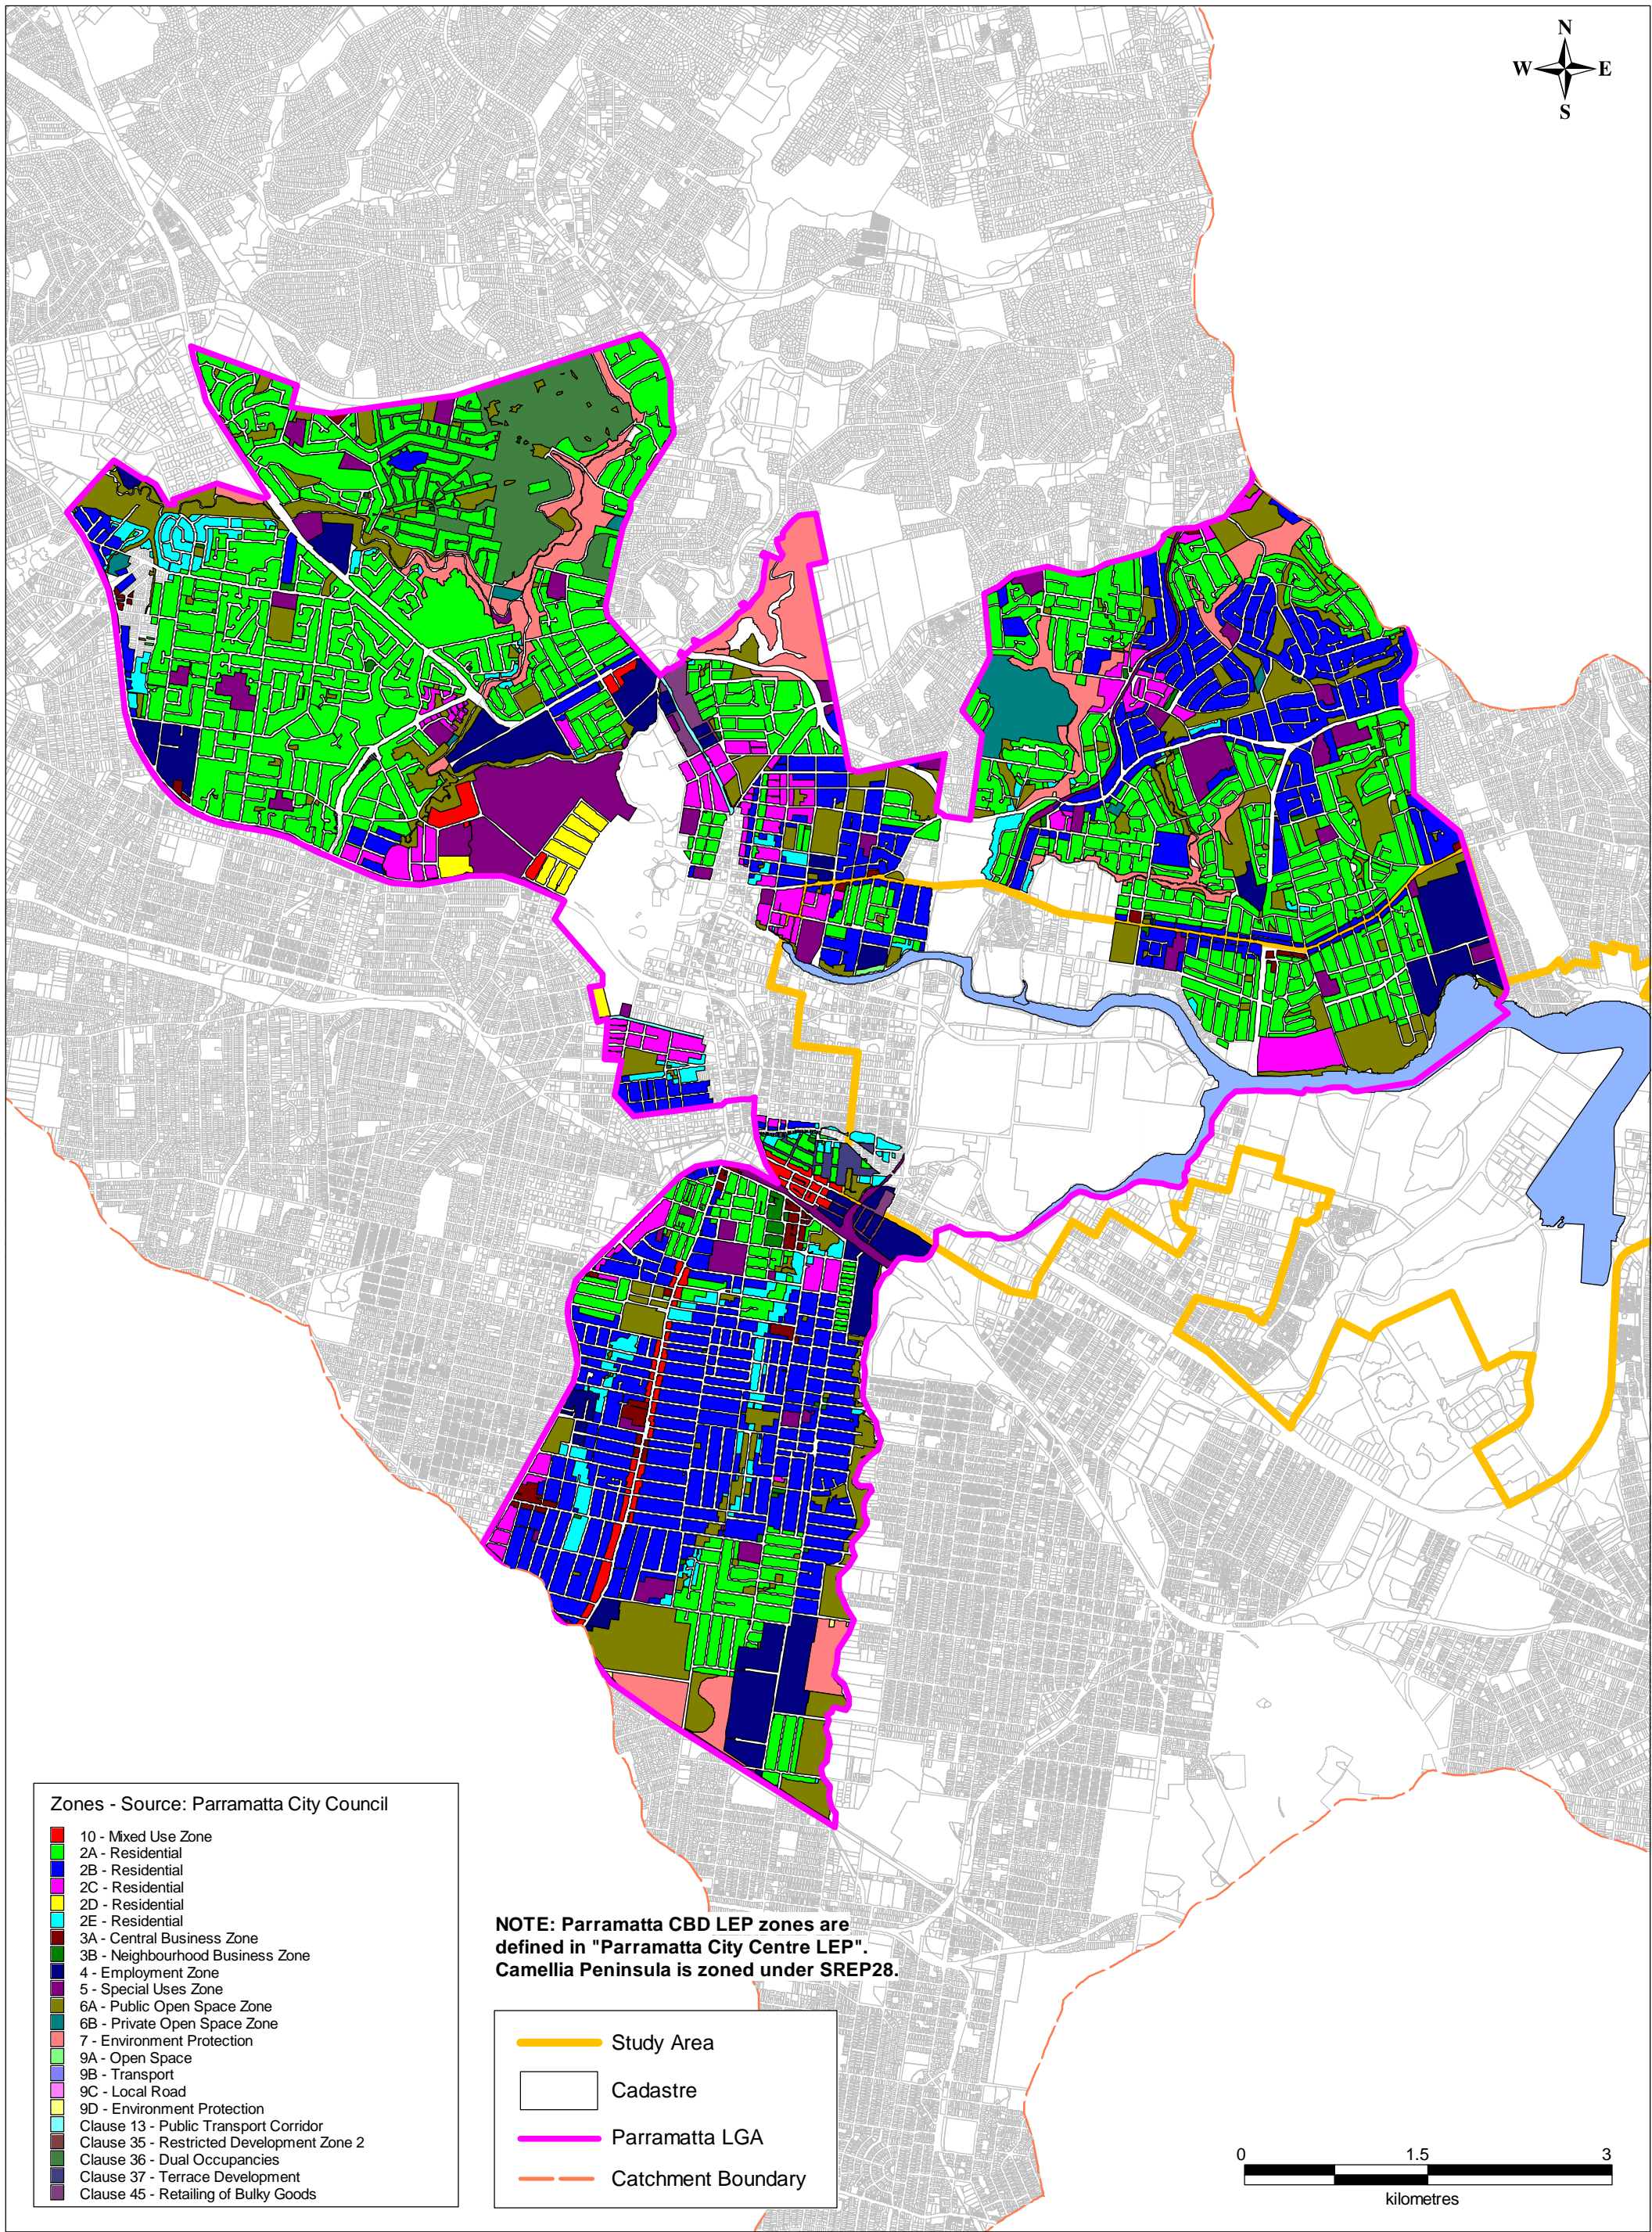 N
W E
S
Zones - Source: Parramatta City Council
10 - Mixed Use Zone
2A - Residential
2B - Residential
2C - Residential
2D - Residential
2E - Residential
3A - Central Business Zone
3B - Neighbourhood Business Zone
4 - Employment Zone
5 - Special Uses Zone
6A - Public Open Space Zone
6B - Private Open Space Zone
7 - Environment Protection
9A - Open Space
9B - Transport
9C - Local Road
9D - Environment Protection
Clause 13 - Public Transport Corridor
Clause 35 - Restricted Development Zone 2
Clause 36 - Dual Occupancies
Clause 37 - Terrace Development
Clause 45 - Retailing of Bulky Goods
NOTE: Parramatta CBD LEP zones are
defined in "Parramatta City Centre LEP".
Camellia Peninsula is zoned under SREP28.
Study Area
Cadastre
Parramatta LGA
Catchment Boundary
0 1.5 3
kilometres